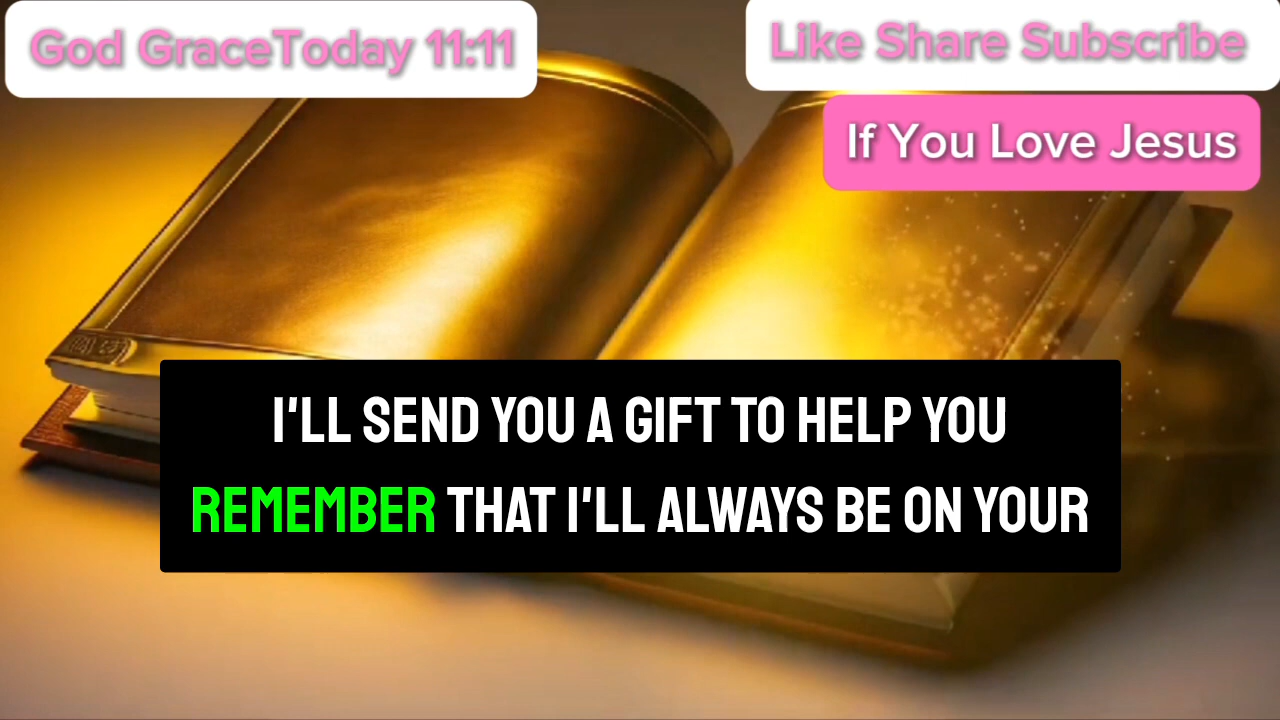 God GraceToday 11:11
Like Share Subscribe
If You Love Jesus
I'LL SEND YOU A GIFT TO HELP YOU
REMEMBER THAT I'LL ALWAYS BE ON YOUR